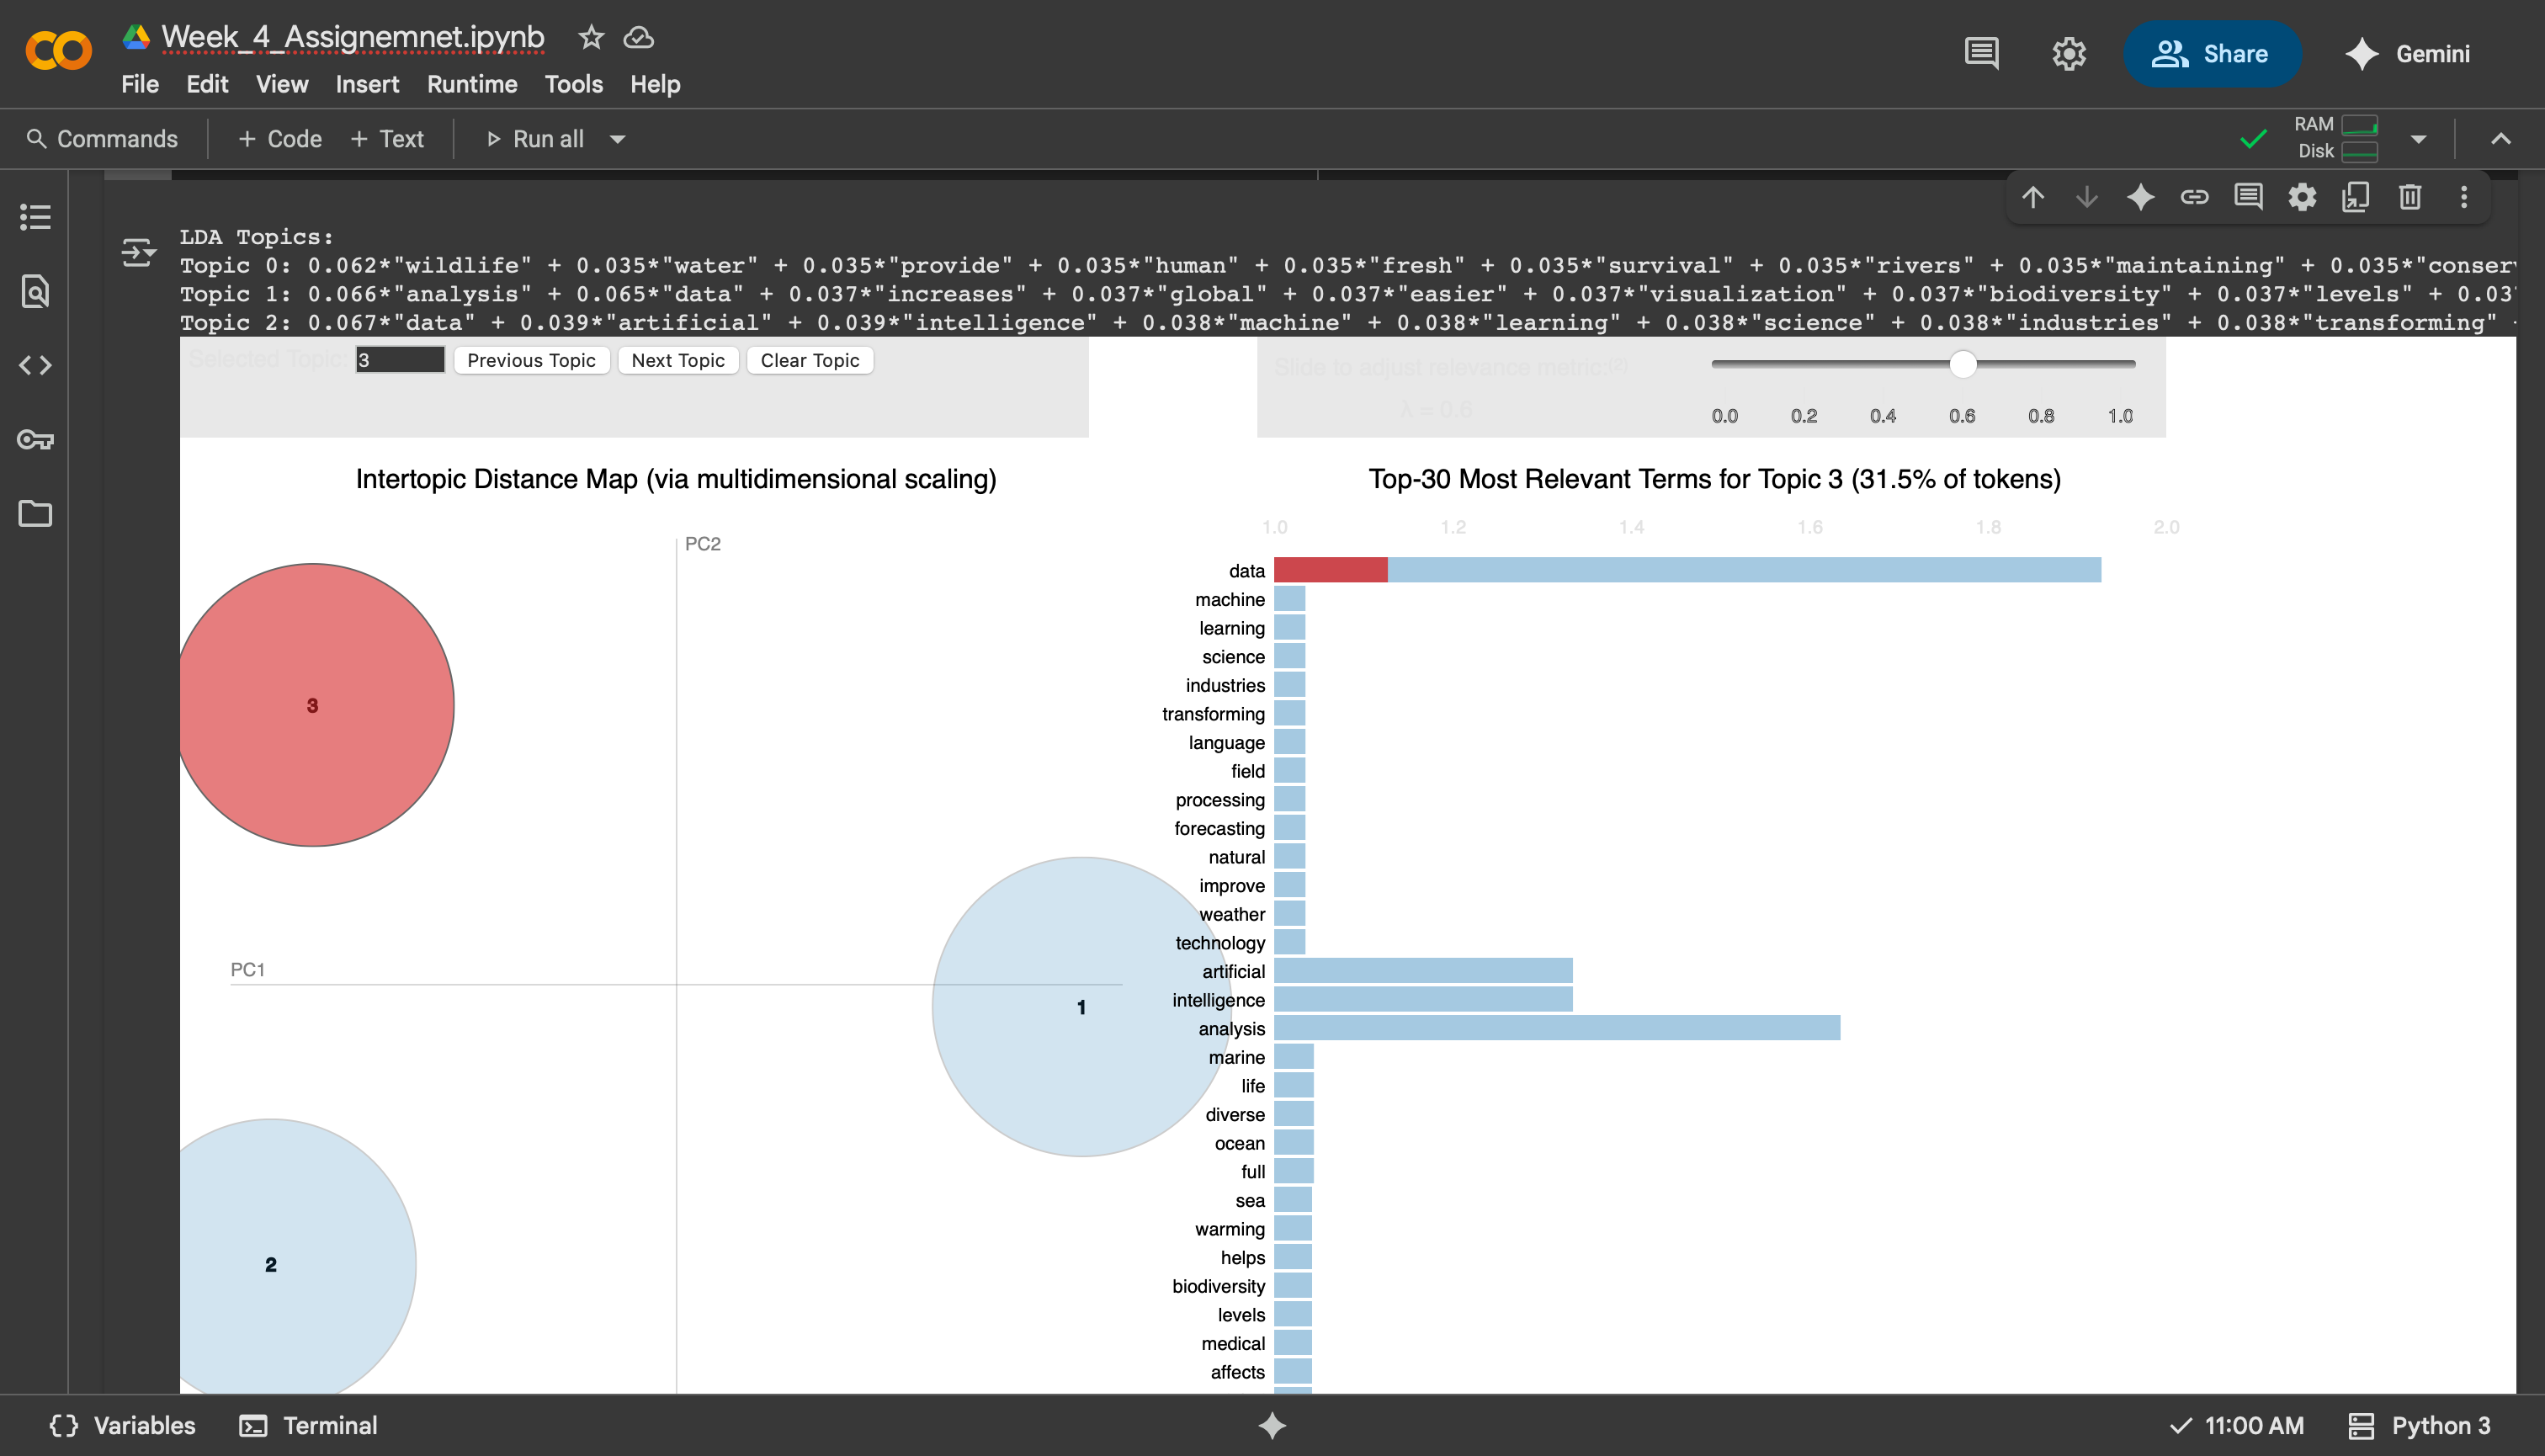 Week_4_Assignemnet.ipynb
File Edit View Insert Runtime Tools Help
Share
Gemini
Commands + Code + Text Run all
RAM
Disk
LDA Topics:
Topic 0: 0.062*"wildlife" + 0.035*"water" + 0.035*"provide" + 0.035*"human" + 0.035*"fresh" + 0.035*"survival" + 0.035*"rivers" + 0.035*"maintaining" + 0.035*"conserv
Topic 1: 0.066*"analysis" + 0.065*"data" + 0.037*"increases" + 0.037*"global" + 0.037*"easier" + 0.037*"visualization" + 0.037*"biodiversity" + 0.037*"levels" + 0.03
Topic 2: 0.067*"data" + 0.039*"artificial" + 0.039*"intelligence" + 0.038*"machine" + 0.038*"learning" + 0.038*"science" + 0.038*"industries" + 0.038*"transforming"
Selected Topic: 3 Previous Topic Next Topic Clear Topic
Slide to adjust relevance metric:(2)
λ = 0.6
0.0 0.2 0.4 0.6 0.8 1.0
Intertopic Distance Map (via multidimensional scaling)
PC2
3
PC1
1
2
Top-30 Most Relevant Terms for Topic 3 (31.5% of tokens)
1.0 1.2 1.4 1.6 1.8 2.0
data
machine
learning
science
industries
transforming
language
field
processing
forecasting
natural
improve
weather
technology
artificial
intelligence
analysis
marine
life
diverse
ocean
full
sea
warming
helps
biodiversity
levels
medical
affects
Variables Terminal
11:00 AM Python 3